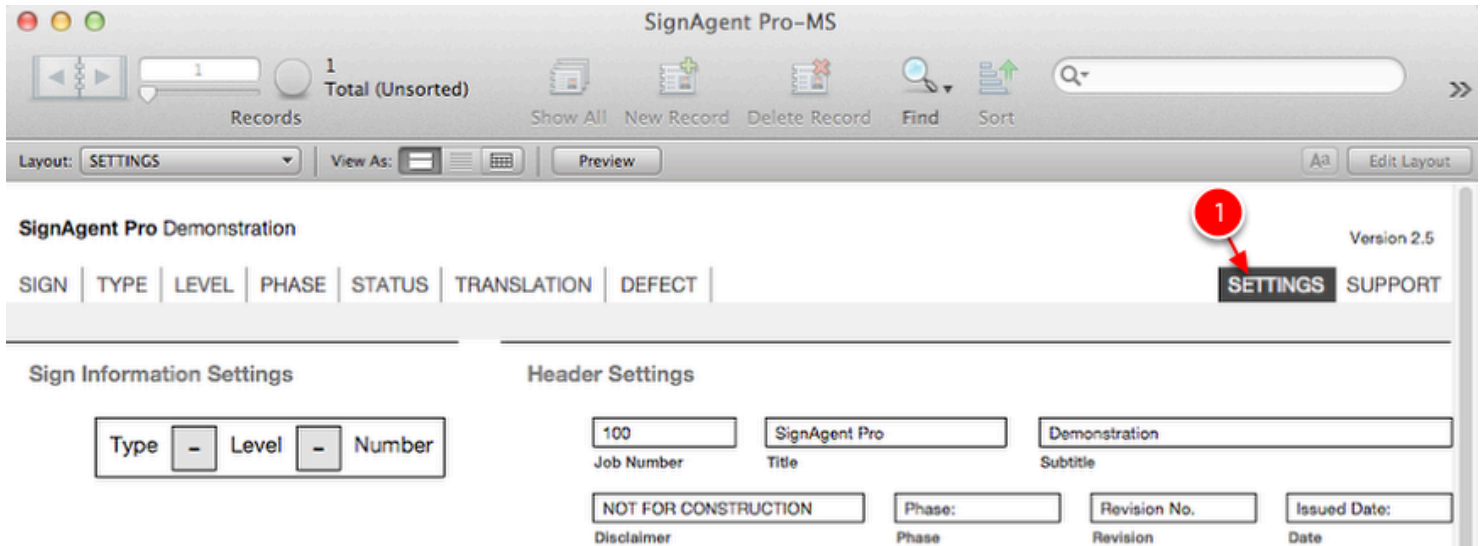 SignAgent Pro-MS
1
1
Total (Unsorted)
Records
Show All New Record Delete Record Find Sort
Layout: SETTINGS View As: Preview Aa Edit Layout
1
SignAgent Pro Demonstration
Version 2.5
SIGN TYPE LEVEL PHASE STATUS TRANSLATION DEFECT SETTINGS SUPPORT
Sign Information Settings
Header Settings
Type - Level - Number
100 SignAgent Pro Demonstration
Job Number Title Subtitle
NOT FOR CONSTRUCTION Phase: Revision No. Issued Date:
Disclaimer Phase Revision Date